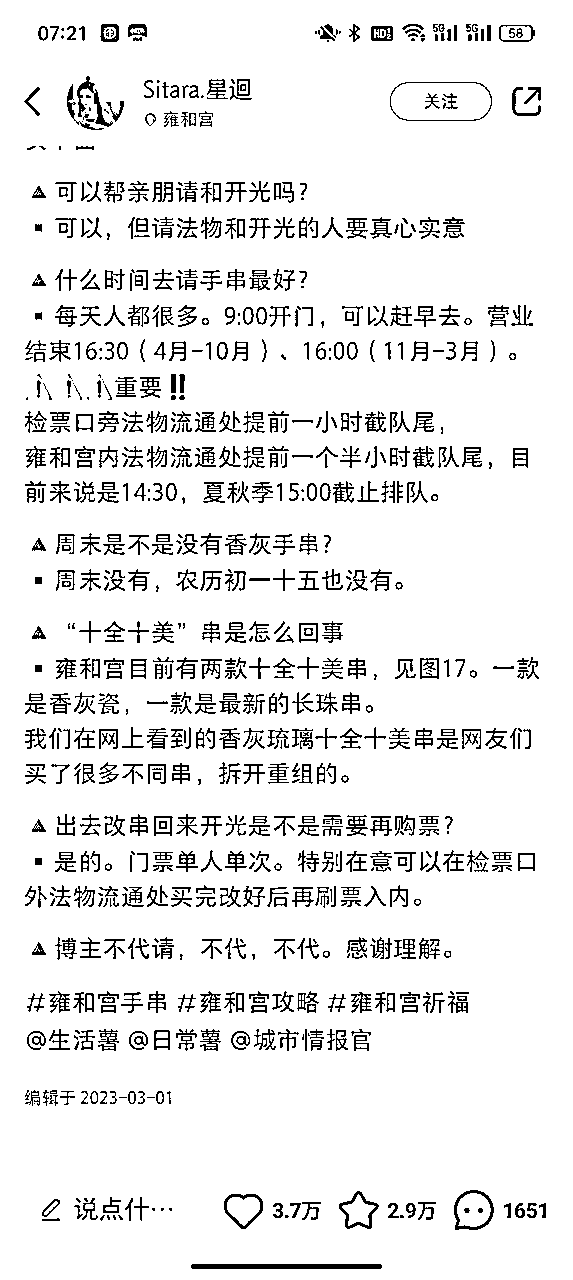 07:21
HD 5G 5G 58
Sitara.星迴
雍和宫
关注
可以帮亲朋请和开光吗？
▪ 可以，但请法物和开光的人要真心实意
什么时间去请手串最好？
▪ 每天人都很多。9:00开门，可以赶早去。营业
结束16:30（4月-10月）、16:00（11月-3月）。
重要‼
检票口旁法物流通处提前一小时截队尾，
雍和宫内法物流通处提前一个半小时截队尾，目
前来说是14:30，夏秋季15:00截止排队。
周末是不是没有香灰手串？
▪ 周末没有，农历初一十五也没有。
“十全十美”串是怎么回事
▪ 雍和宫目前有两款十全十美串，见图17。一款
是香灰瓷，一款是最新的长珠串。
我们在网上看到的香灰琉璃十全十美串是网友们
买了很多不同串，拆开重组的。
出去改串回来开光是不是需要再购票？
▪ 是的。门票单人单次。特别在意可以在检票口
外法物流通处买完改好后再刷票入内。
博主不代请，不代，不代。感谢理解。
#雍和宫手串 #雍和宫攻略 #雍和宫祈福
@生活薯 @日常薯 @城市情报官
编辑于 2023-03-01
说点什… 3.7万 2.9万 1651